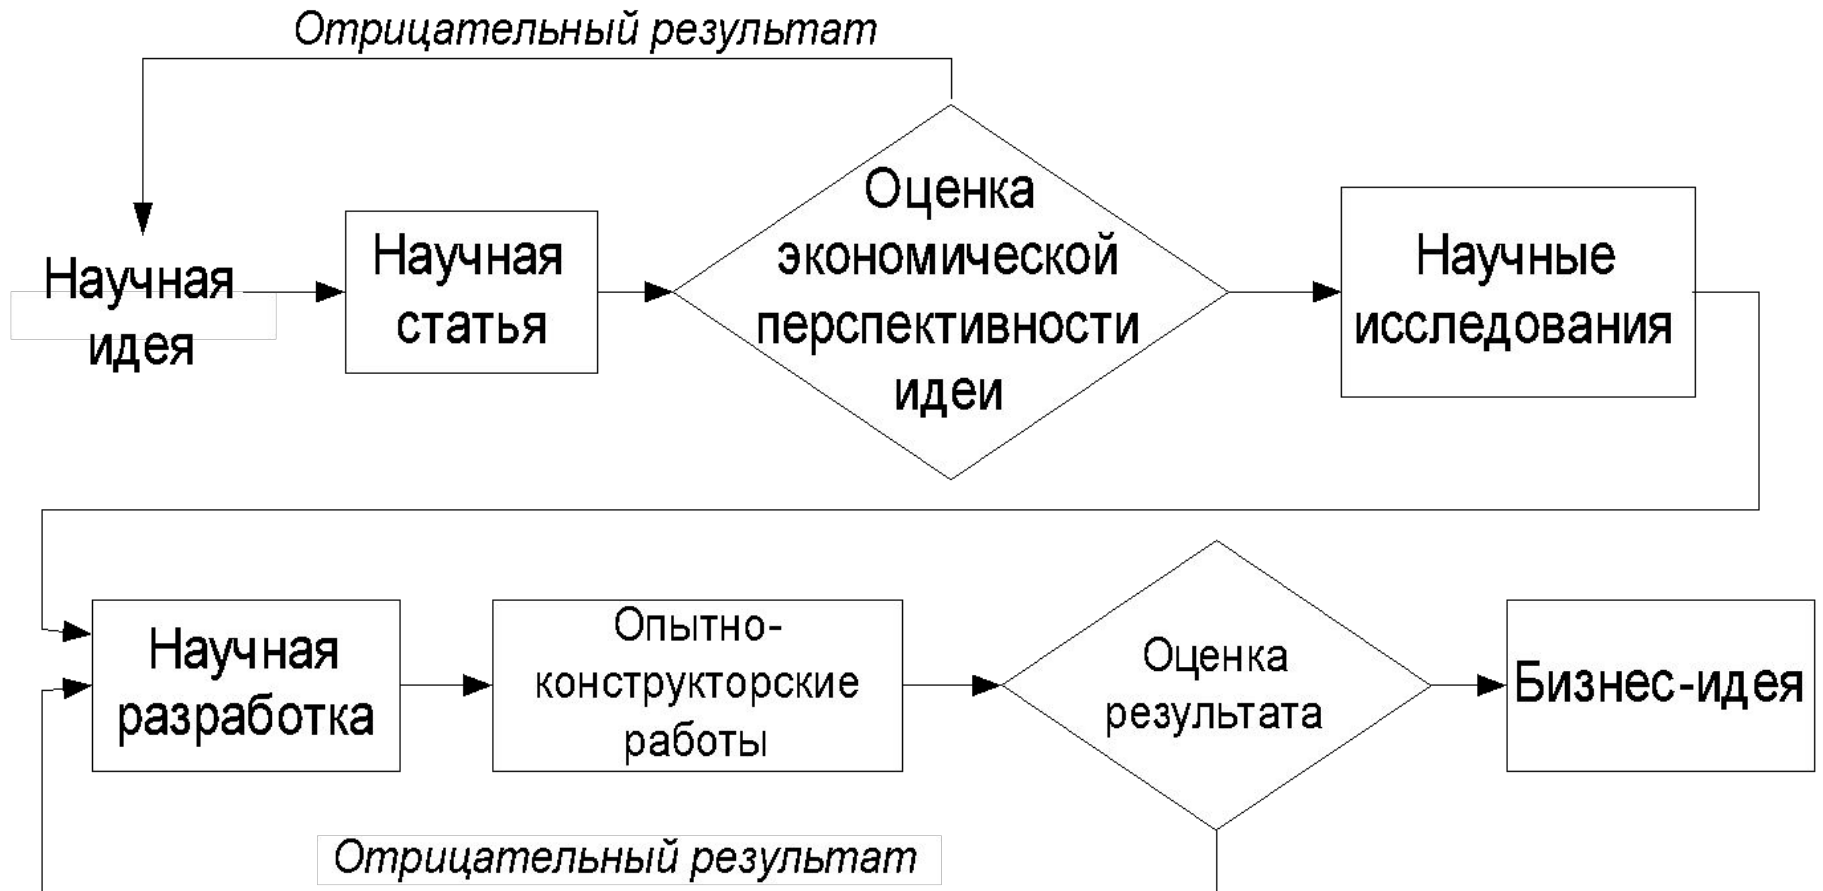 Отрицательный результат
Научная
идея
Научная
статья
Оценка
экономической
перспективности
идеи
Научные
исследования
Научная
разработка
Опытно-
конструкторские
работы
Оценка
результата
Бизнес-идея
Отрицательный результат